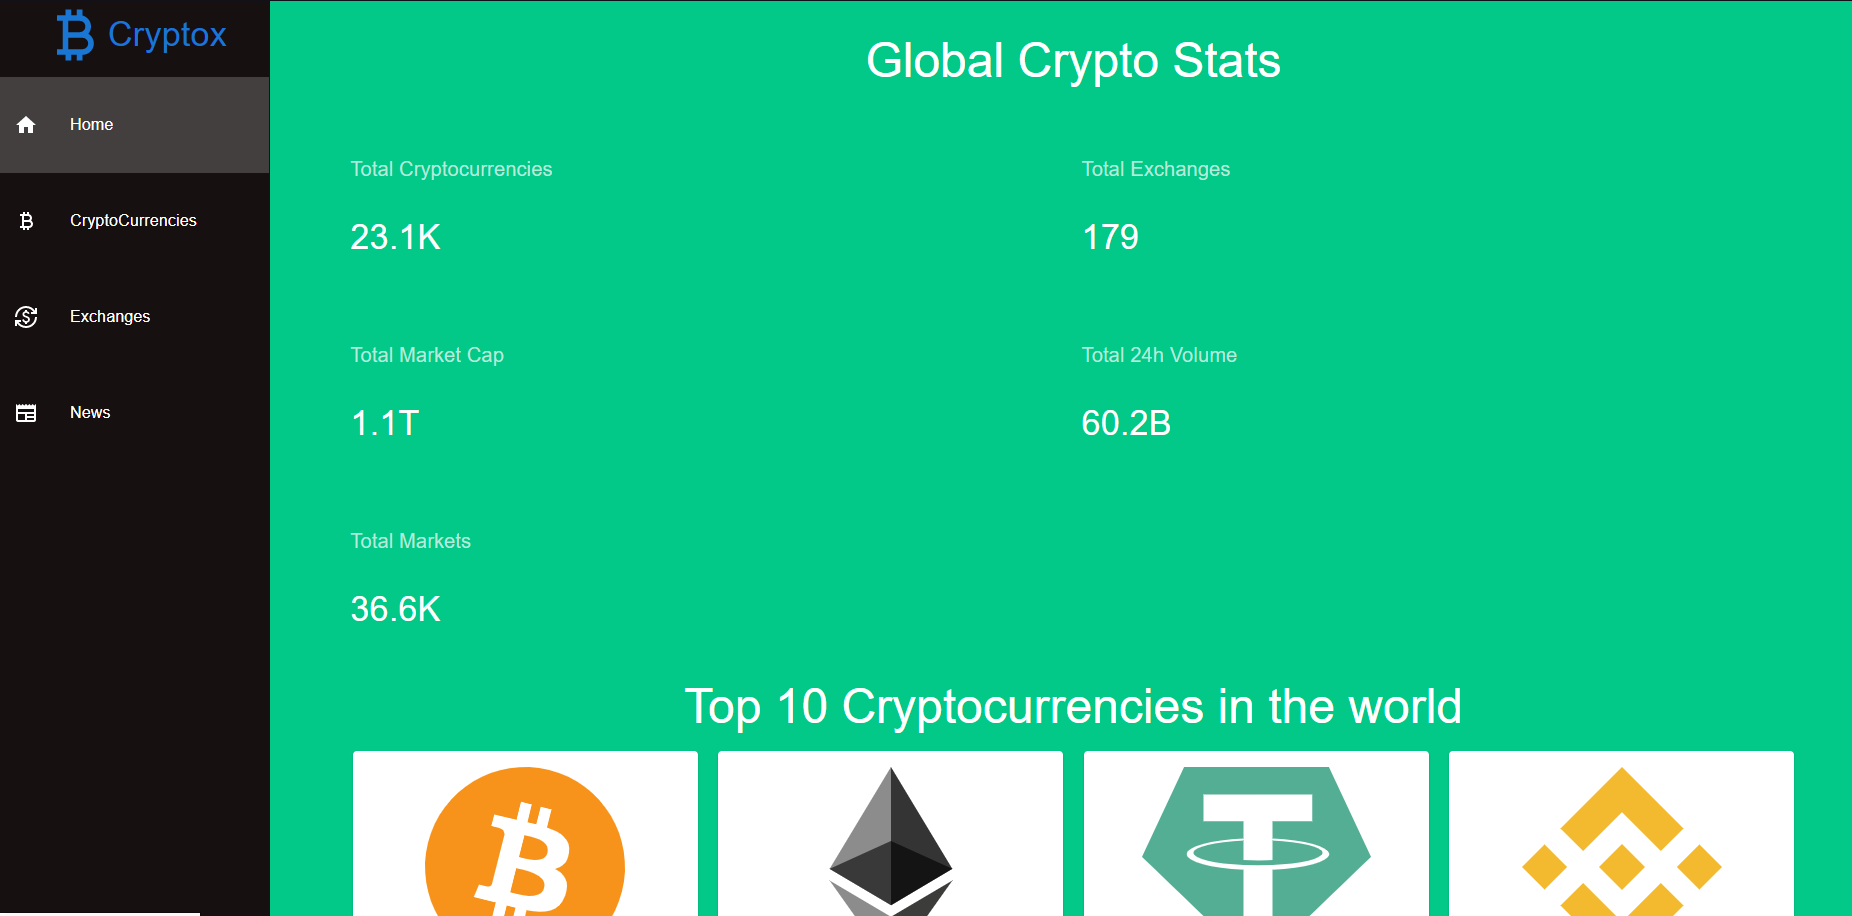 Cryptox
Home
CryptoCurrencies
Exchanges
News
Global Crypto Stats
Total Cryptocurrencies
23.1K
Total Exchanges
179
Total Market Cap
1.1T
Total 24h Volume
60.2B
Total Markets
36.6K
Top 10 Cryptocurrencies in the world